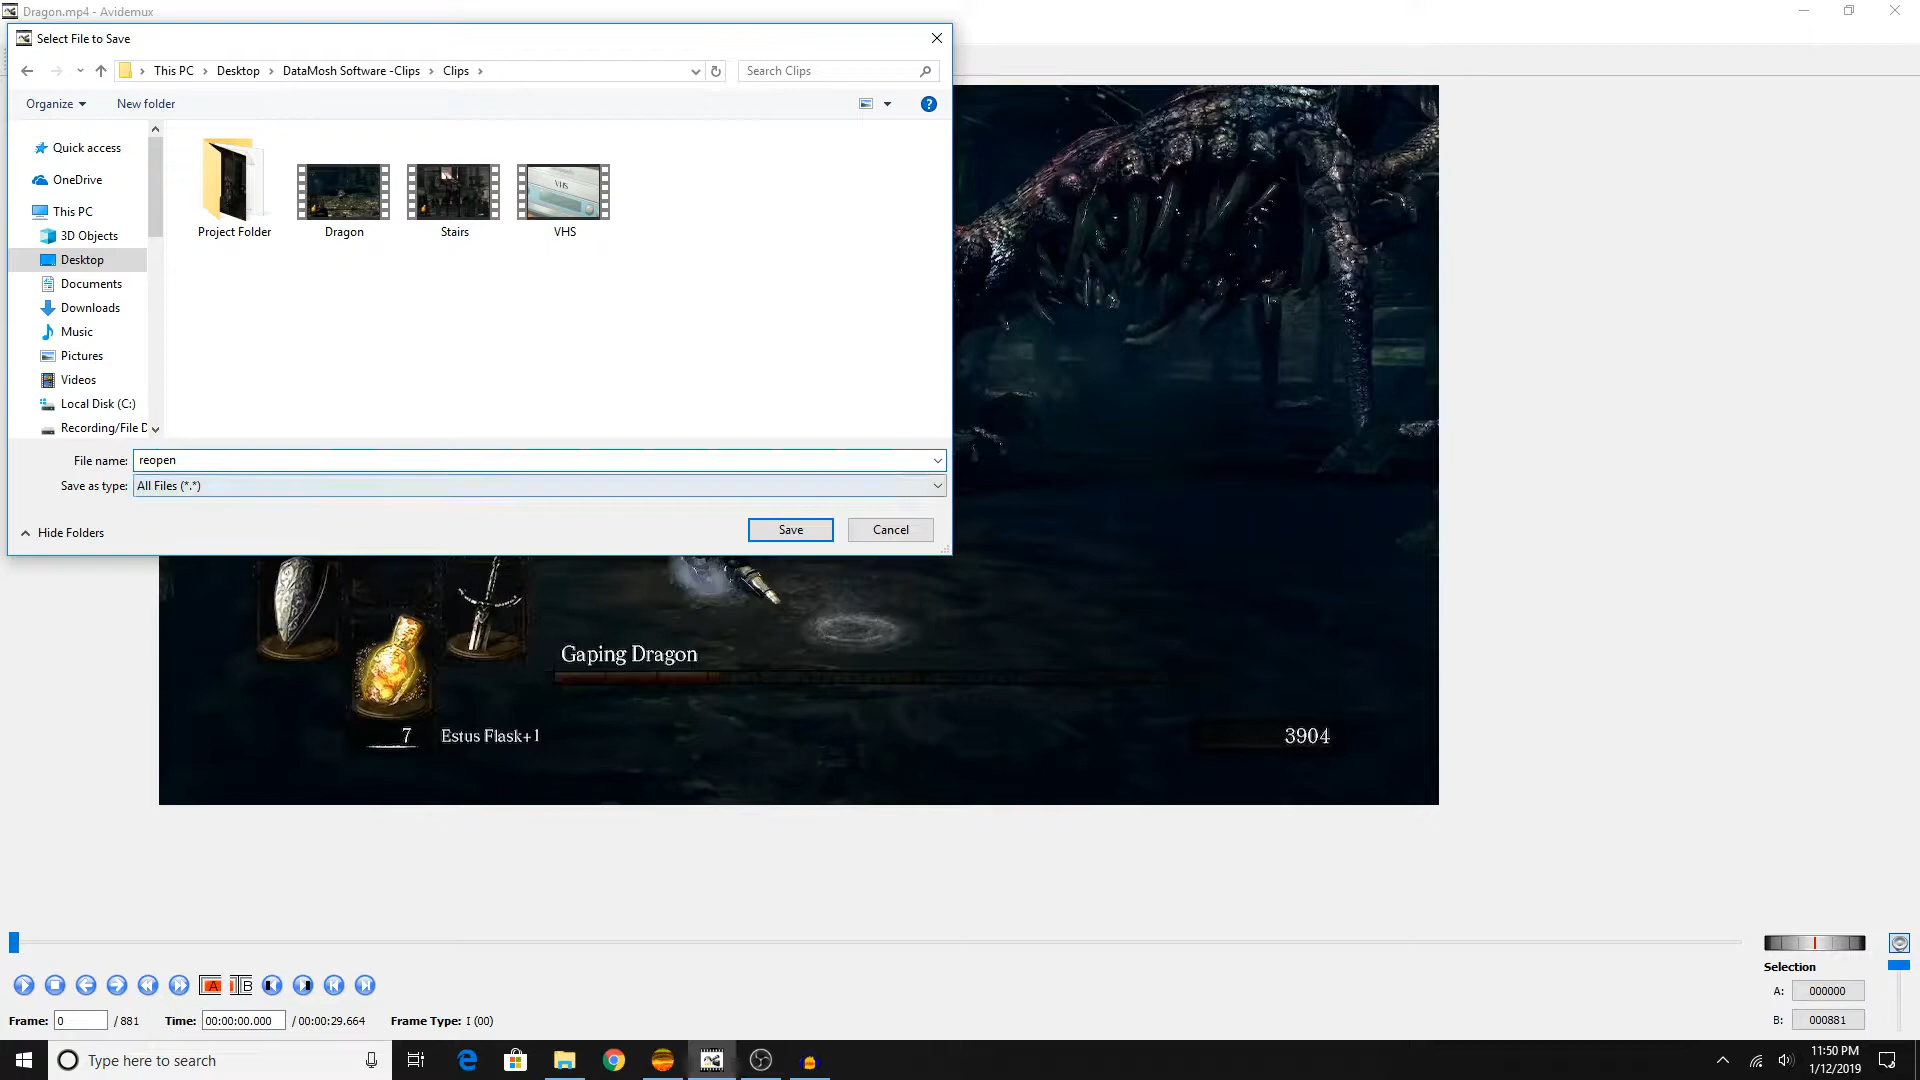 Dragon.mp4 - Avidemux
Select File to Save
This PC
Desktop
DataMosh Software -Clips
Clips
Search Clips
Organize
New folder
?
Quick access
OneDrive
This PC
3D Objects
Desktop
Documents
Downloads
Music
Pictures
Videos
Local Disk (C:)
Recording/File D
Project Folder
Dragon
Stairs
VHS
VHS
File name: reopen
Save as type: All Files (*.*)
Hide Folders
Save
Cancel
Gaping Dragon
7
Estus Flask+1
3904
A
B
Selection
A: 000000
B: 000881
Frame: 0 / 881
Time: 00:00:00.000 / 00:00:29.664
Frame Type: I (00)
Type here to search
11:50 PM
1/12/2019